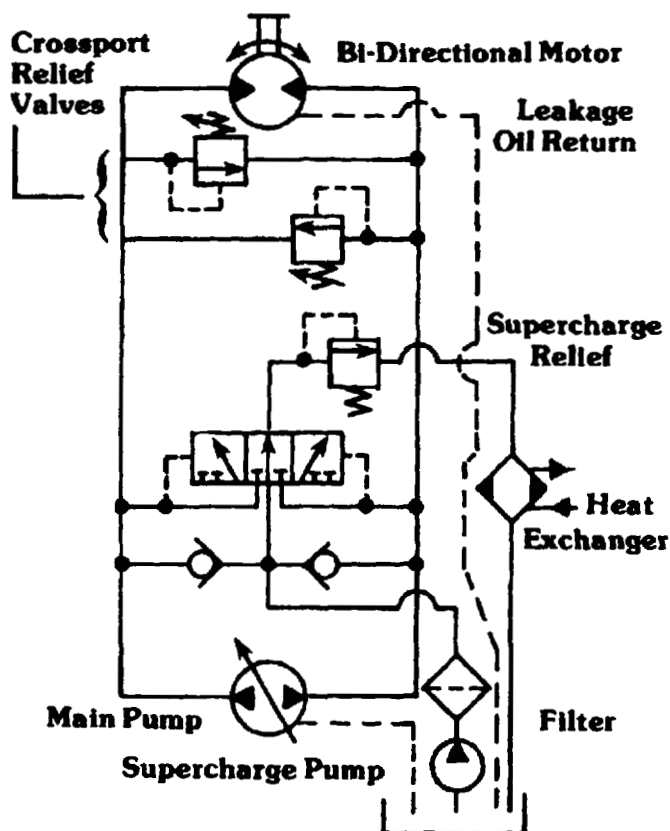 Crossport
Relief
Valves
Bi-Directional Motor
Leakage
Oil Return
Supercharge
Relief
Heat
Exchanger
Main Pump
Filter
Supercharge Pump